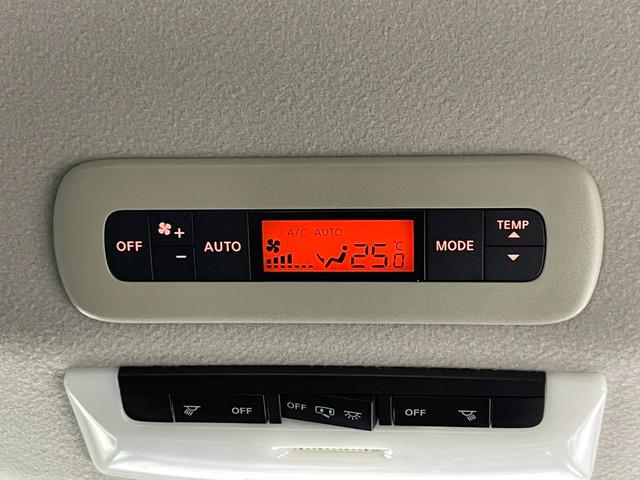 A/C AUTO
OFF + - AUTO 25.0 °C MODE TEMP
OFF OFF OFF